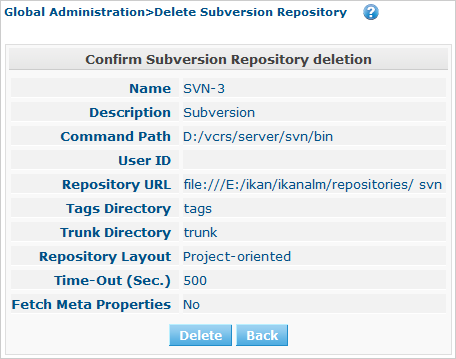 Global Administration>Delete Subversion Repository ?
Confirm Subversion Repository deletion
Name SVN-3
Description Subversion
Command Path D:/vcrs/server/svn/bin
User ID
Repository URL file:///E:/ikan/ikanalm/repositories/ svn
Tags Directory tags
Trunk Directory trunk
Repository Layout Project-oriented
Time-Out (Sec.) 500
Fetch Meta Properties No
Delete Back